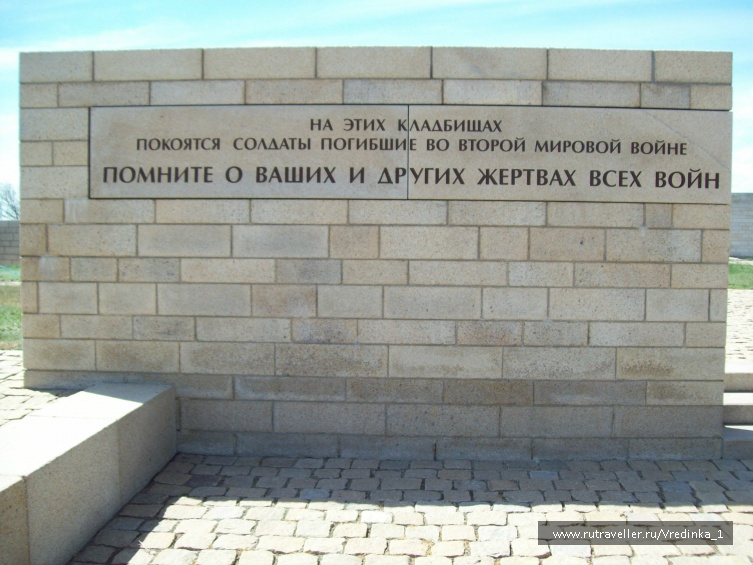 НА ЭТИХ КЛАДБИЩАХ
ПОКОЯТСЯ СОЛДАТЫ ПОГИБШИЕ ВО ВТОРОЙ МИРОВОЙ ВОЙНЕ
ПОМНИТЕ О ВАШИХ И ДРУГИХ ЖЕРТВАХ ВСЕХ ВОЙН
www.rutraveller.ru/Vredinka_1